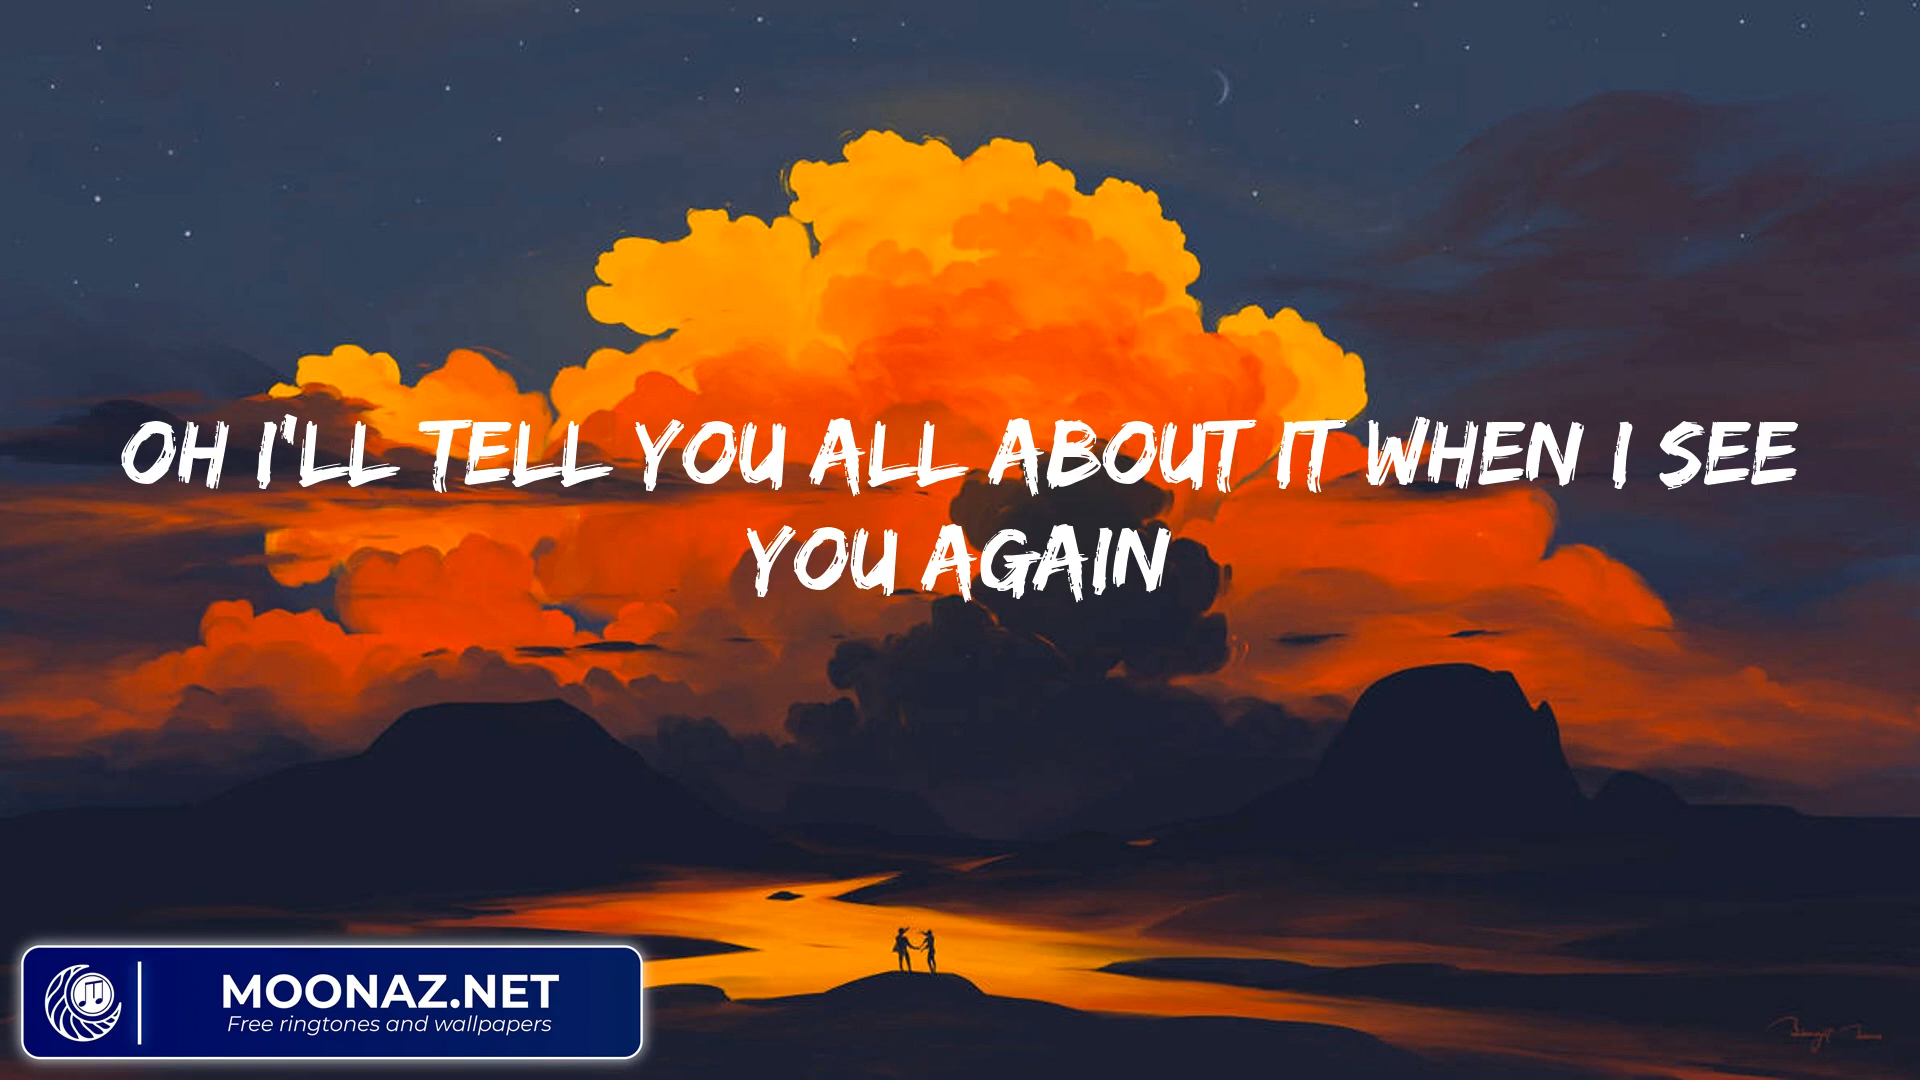 OH I'LL TELL YOU ALL ABOUT IT WHEN I SEE
YOU AGAIN
MOONAZ.NET
Free ringtones and wallpapers